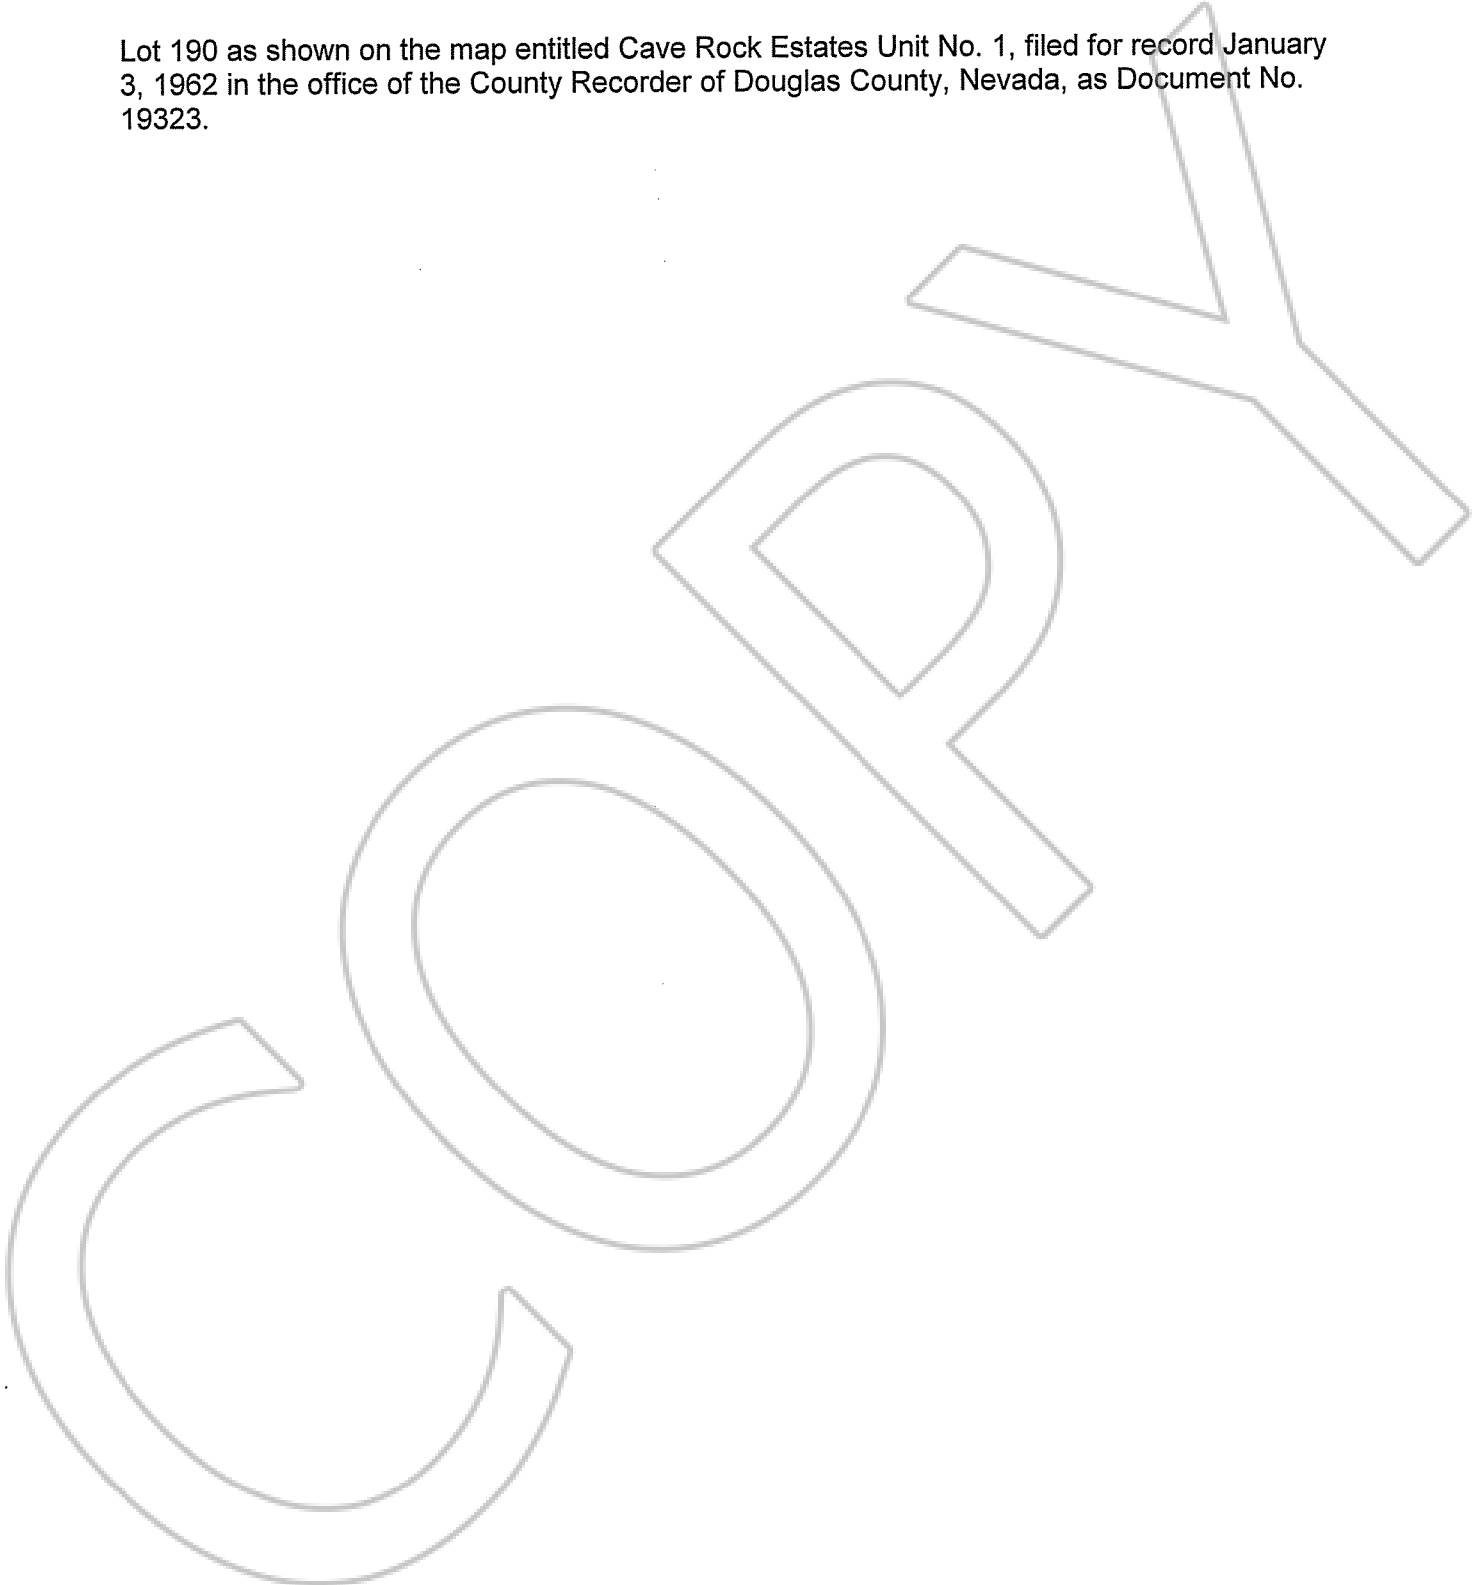 Lot 190 as shown on the map entitled Cave Rock Estates Unit No. 1, filed for record January
3, 1962 in the office of the County Recorder of Douglas County, Nevada, as Document No.
19323.
COPY